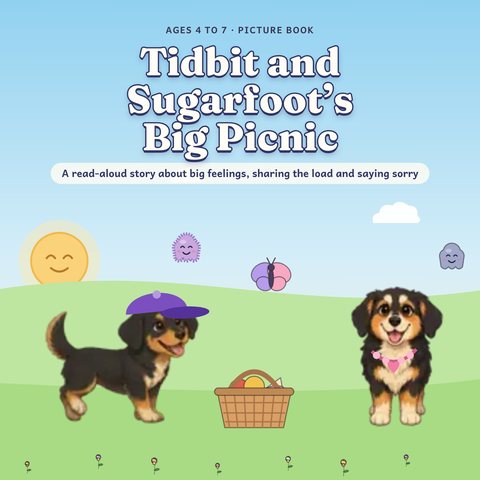 AGES 4 TO 7 · PICTURE BOOK
Tidbit and
Sugarfoot’s
Big Picnic
A read-aloud story about big feelings, sharing the load and saying sorry